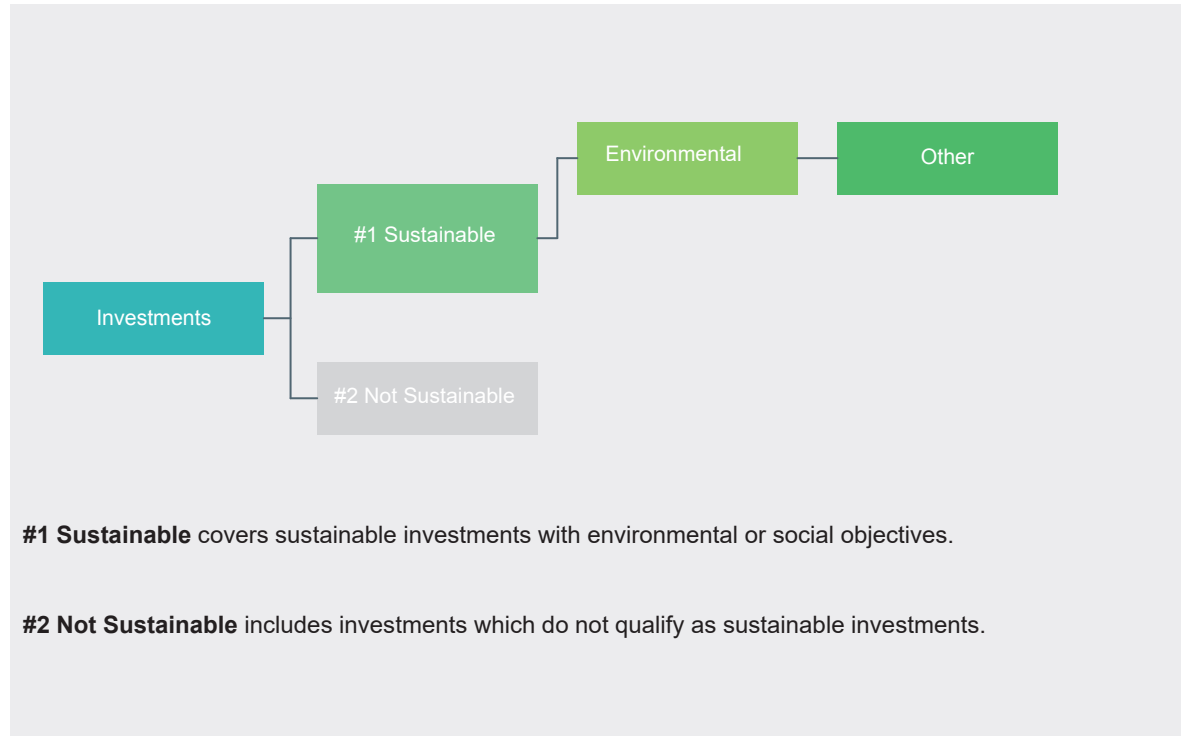 Environmental
Other
#1 Sustainable
Investments
#2 Not Sustainable
#1 Sustainable covers sustainable investments with environmental or social objectives.
#2 Not Sustainable includes investments which do not qualify as sustainable investments.